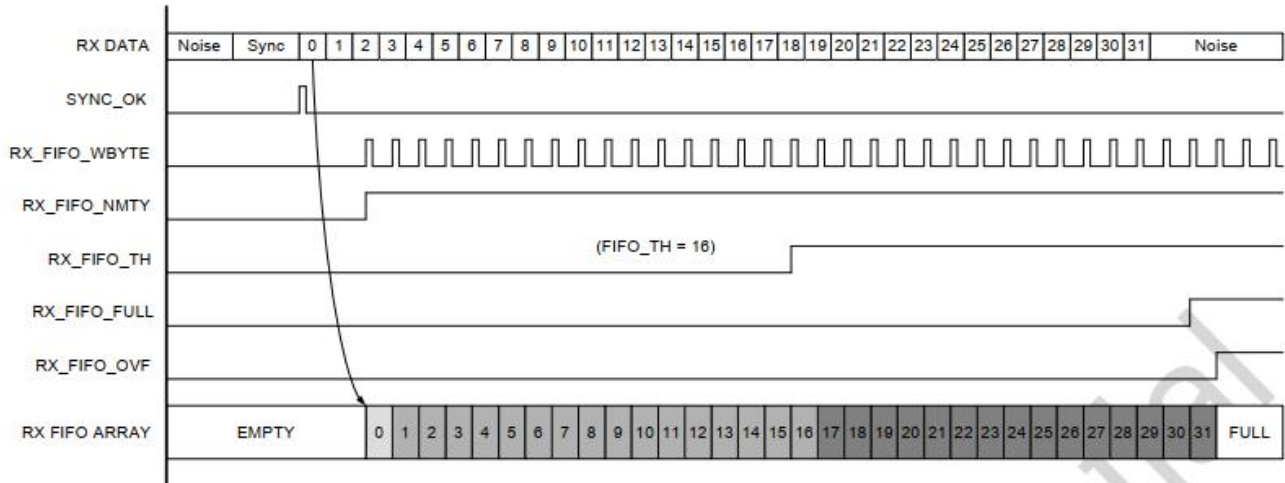 RX DATA Noise Sync 0 1 2 3 4 5 6 7 8 9 10 11 12 13 14 15 16 17 18 19 20 21 22 23 24 25 26 27 28 29 30 31 Noise
SYNC_OK
RX_FIFO_WBYTE
RX_FIFO_NMTY
RX_FIFO_TH (FIFO_TH = 16)
RX_FIFO_FULL
RX_FIFO_OVF
RX FIFO ARRAY EMPTY 0 1 2 3 4 5 6 7 8 9 10 11 12 13 14 15 16 17 18 19 20 21 22 23 24 25 26 27 28 29 30 31 FULL